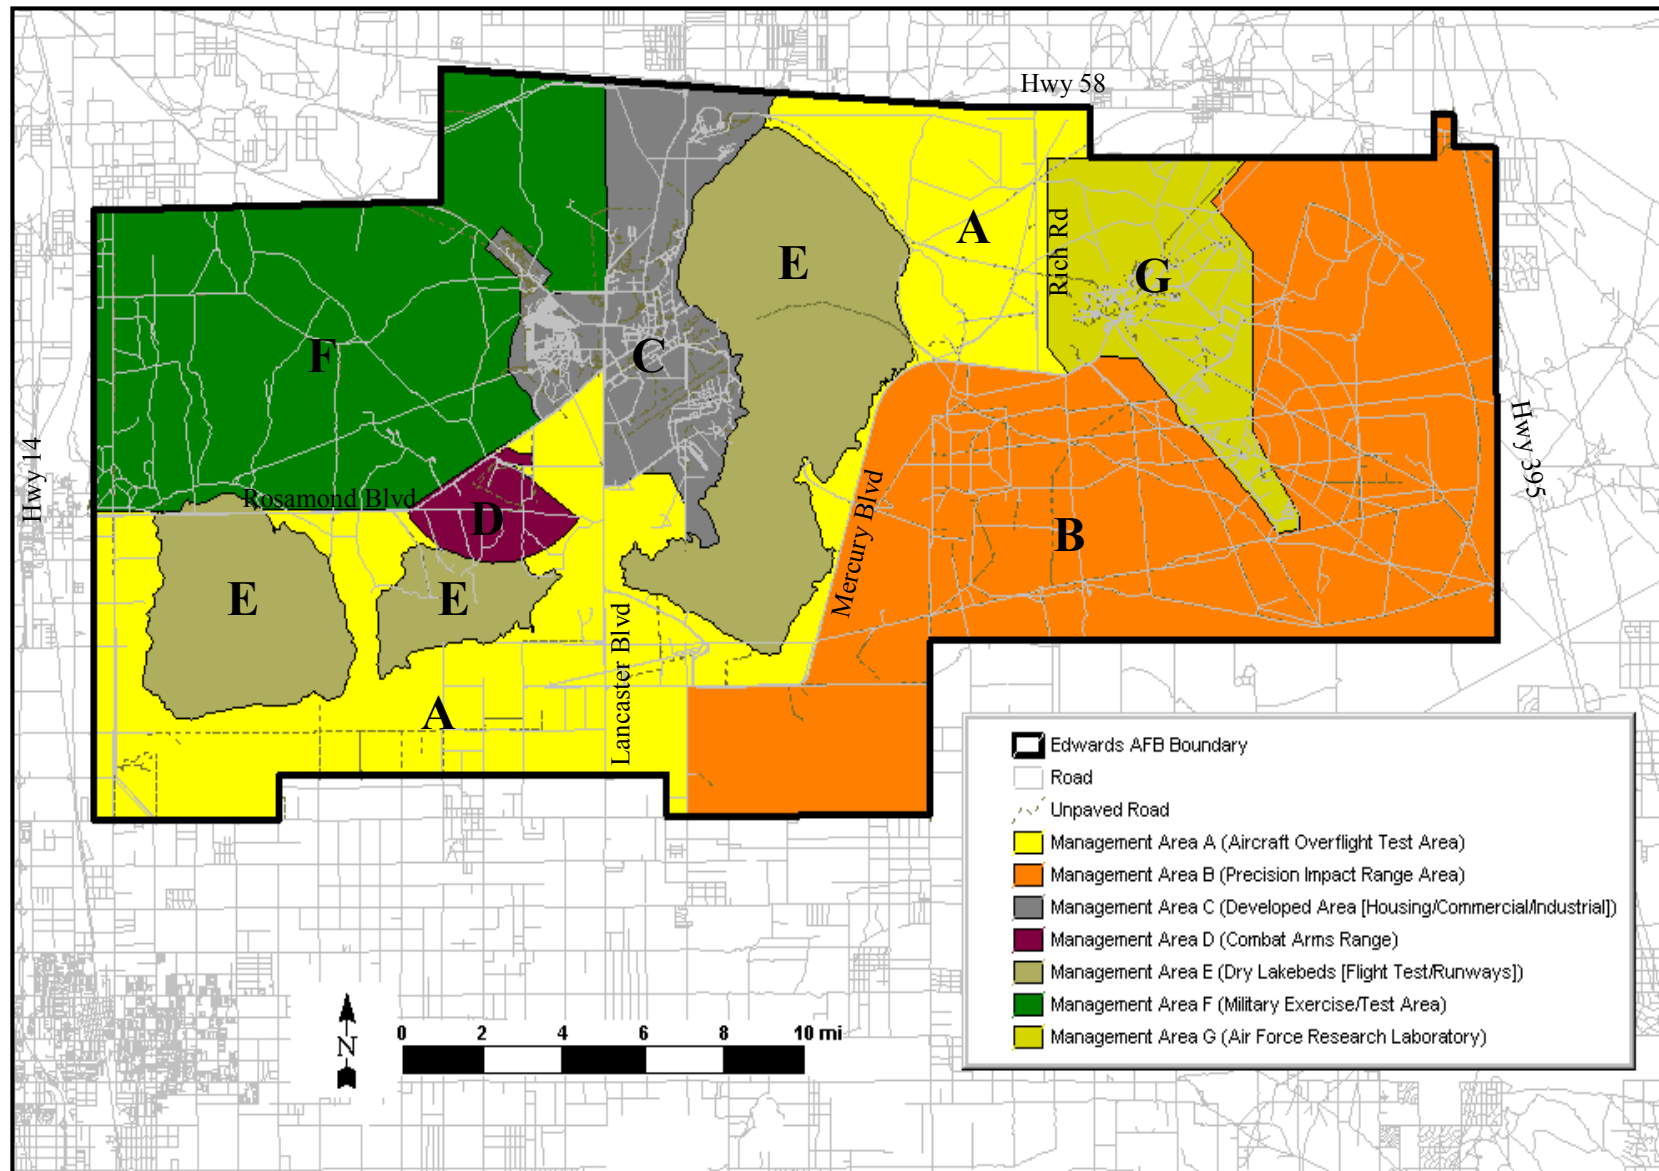 Hwy 58
A
E
Rich Rd
G
F
C
Hwy 14
Hwy 395
Rosamond Blvd
D
B
Mercury Blvd
E
E
Lancaster Blvd
A
Edwards AFB Boundary
Road
Unpaved Road
Management Area A (Aircraft Overflight Test Area)
Management Area B (Precision Impact Range Area)
Management Area C (Developed Area [Housing/Commercial/Industrial])
Management Area D (Combat Arms Range)
Management Area E (Dry Lakebeds [Flight Test/Runways])
Management Area F (Military Exercise/Test Area)
Management Area G (Air Force Research Laboratory)
N
0 2 4 6 8 10 mi